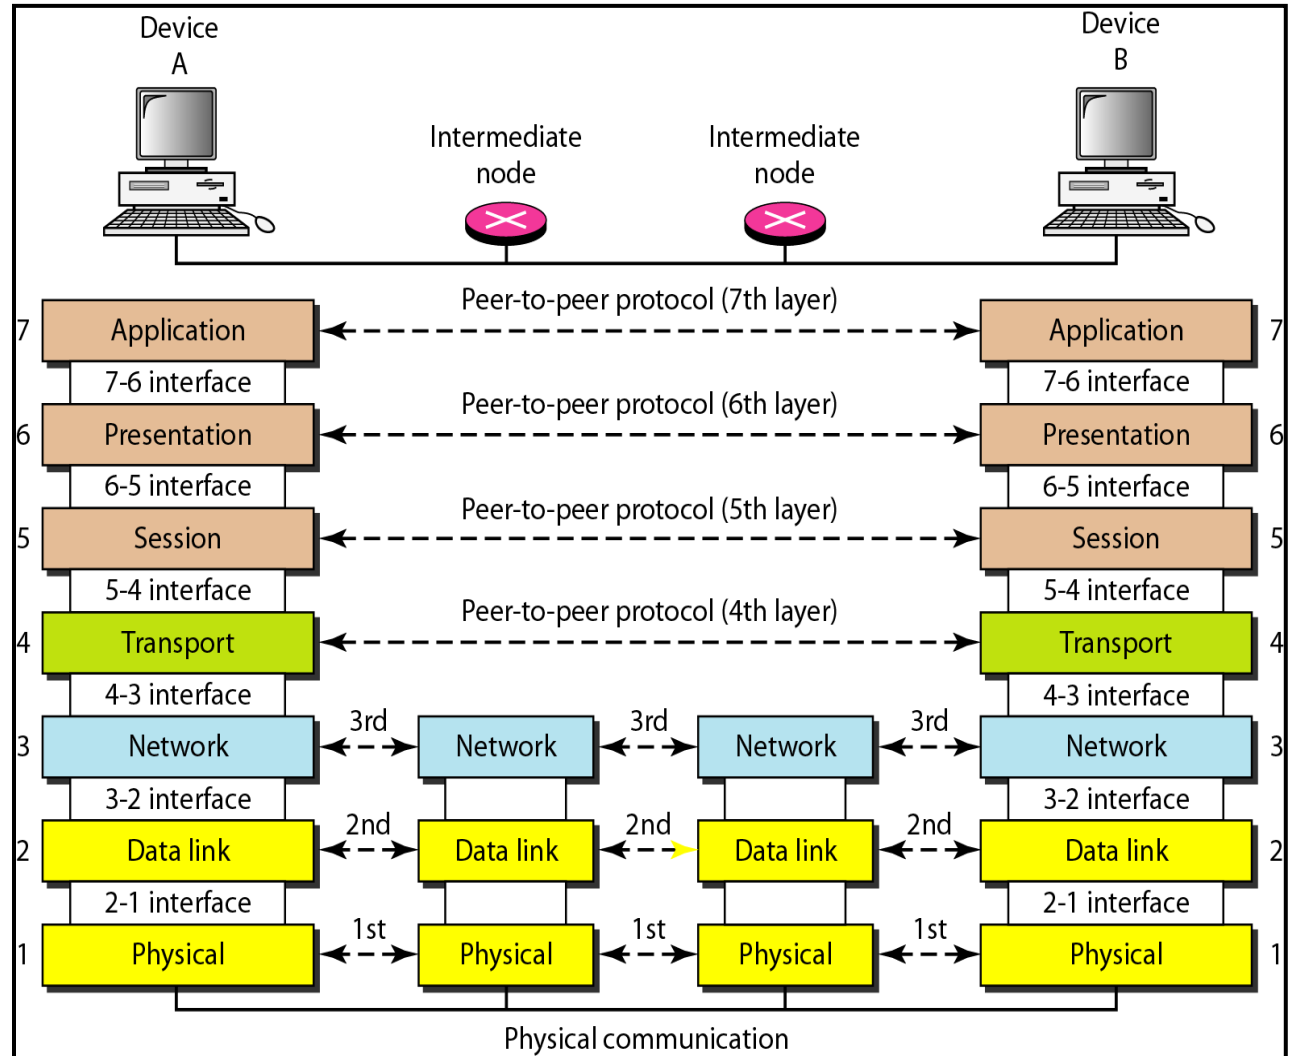 Device
A
Device
B
Intermediate
node
Intermediate
node
Peer-to-peer protocol (7th layer)
7
Application
Application
7
7-6 interface
7-6 interface
Peer-to-peer protocol (6th layer)
6
Presentation
Presentation
6
6-5 interface
6-5 interface
Peer-to-peer protocol (5th layer)
5
Session
Session
5
5-4 interface
5-4 interface
Peer-to-peer protocol (4th layer)
4
Transport
Transport
4
4-3 interface
4-3 interface
3rd
3rd
3rd
3
Network
Network
Network
Network
3
3-2 interface
3-2 interface
2nd
2nd
2nd
2
Data link
Data link
Data link
Data link
2
2-1 interface
2-1 interface
1st
1st
1st
1
Physical
Physical
Physical
Physical
1
Physical communication